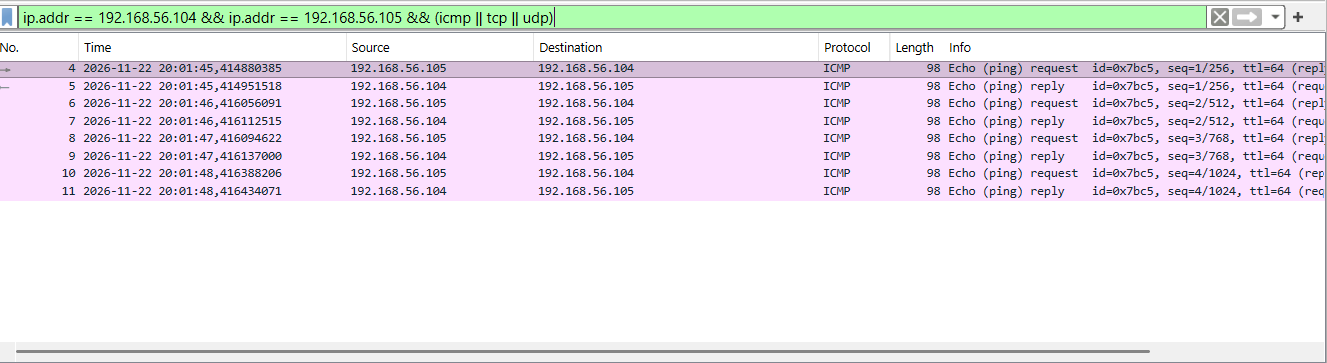 ip.addr == 192.168.56.104 && ip.addr == 192.168.56.105 && (icmp || tcp || udp)
No. Time Source Destination Protocol Length Info
4 2026-11-22 20:01:45,414880385 192.168.56.105 192.168.56.104 ICMP 98 Echo (ping) request id=0x7bc5, seq=1/256, ttl=64 (reply
5 2026-11-22 20:01:45,414951518 192.168.56.104 192.168.56.105 ICMP 98 Echo (ping) reply id=0x7bc5, seq=1/256, ttl=64 (requ
6 2026-11-22 20:01:46,416056091 192.168.56.105 192.168.56.104 ICMP 98 Echo (ping) request id=0x7bc5, seq=2/512, ttl=64 (reply
7 2026-11-22 20:01:46,416112515 192.168.56.104 192.168.56.105 ICMP 98 Echo (ping) reply id=0x7bc5, seq=2/512, ttl=64 (requ
8 2026-11-22 20:01:47,416094622 192.168.56.105 192.168.56.104 ICMP 98 Echo (ping) request id=0x7bc5, seq=3/768, ttl=64 (reply
9 2026-11-22 20:01:47,416137000 192.168.56.104 192.168.56.105 ICMP 98 Echo (ping) reply id=0x7bc5, seq=3/768, ttl=64 (requ
10 2026-11-22 20:01:48,416388206 192.168.56.105 192.168.56.104 ICMP 98 Echo (ping) request id=0x7bc5, seq=4/1024, ttl=64 (rep
11 2026-11-22 20:01:48,416434071 192.168.56.104 192.168.56.105 ICMP 98 Echo (ping) reply id=0x7bc5, seq=4/1024, ttl=64 (req